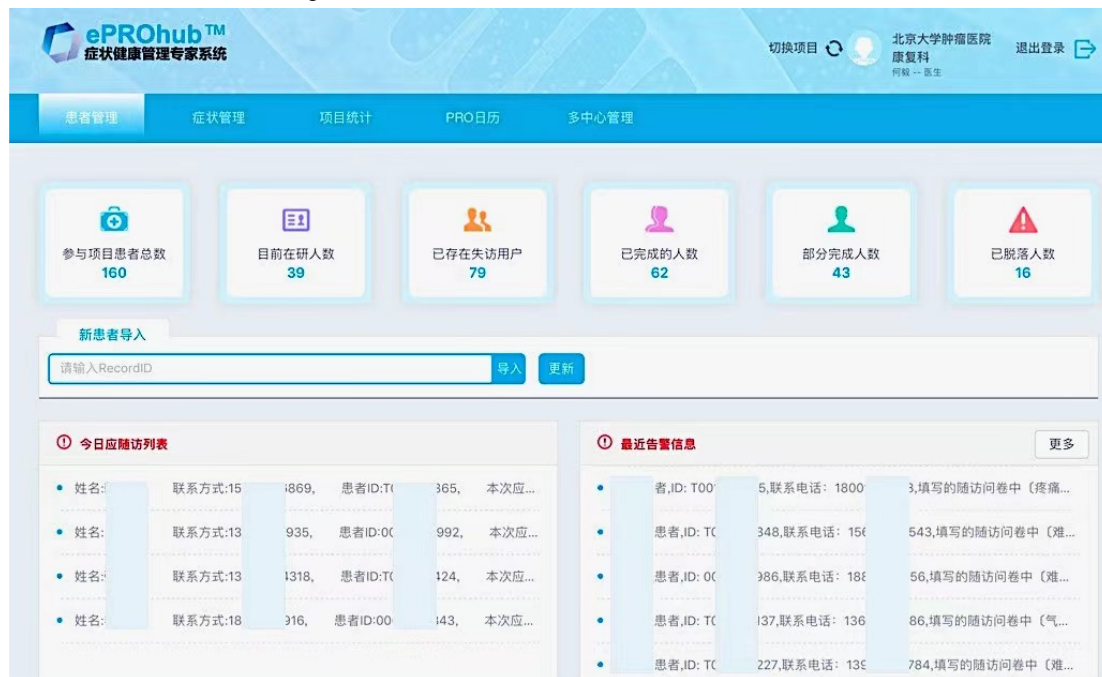 ePROhub™
症状健康管理专家系统
切换项目
北京大学肿瘤医院
康复科
何毅 -- 医生
退出登录
患者管理 症状管理 项目统计 PRO日历 多中心管理
参与项目患者总数 目前在研人数 已存在失访用户 已完成的人数 部分完成人数 已脱落人数
160 39 79 62 43 16
新患者导入
请输入RecordID 导入 更新
今日应随访列表
姓名: 联系方式:15 869, 患者ID:T 365, 本次应...
姓名: 联系方式:13 935, 患者ID:00 992, 本次应...
姓名: 联系方式:13 4318, 患者ID:T 424, 本次应...
姓名: 联系方式:18 916, 患者ID:00 43, 本次应...
最近告警信息 更多
者,ID: T00 5,联系电话: 1800 3,填写的随访问卷中〔疼痛...
患者,ID: T 348,联系电话: 156 543,填写的随访问卷中〔难...
患者,ID: 00 986,联系电话: 188 56,填写的随访问卷中〔难...
患者,ID: T 137,联系电话: 136 86,填写的随访问卷中〔气...
患者,ID: T 227,联系电话: 139 784,填写的随访问卷中〔难...